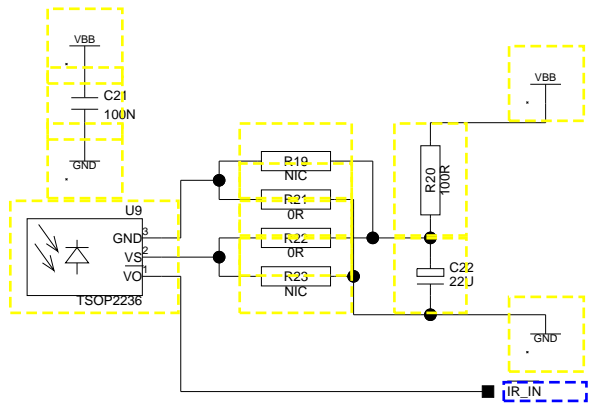 VBB
VBB
C21
100N
GND
R19
NIC
R20
100R
R21
0R
U9
GND 3
R22
0R
VS 2
VO 1
R23
NIC
C22
22U
TSOP2236
GND
IR_IN